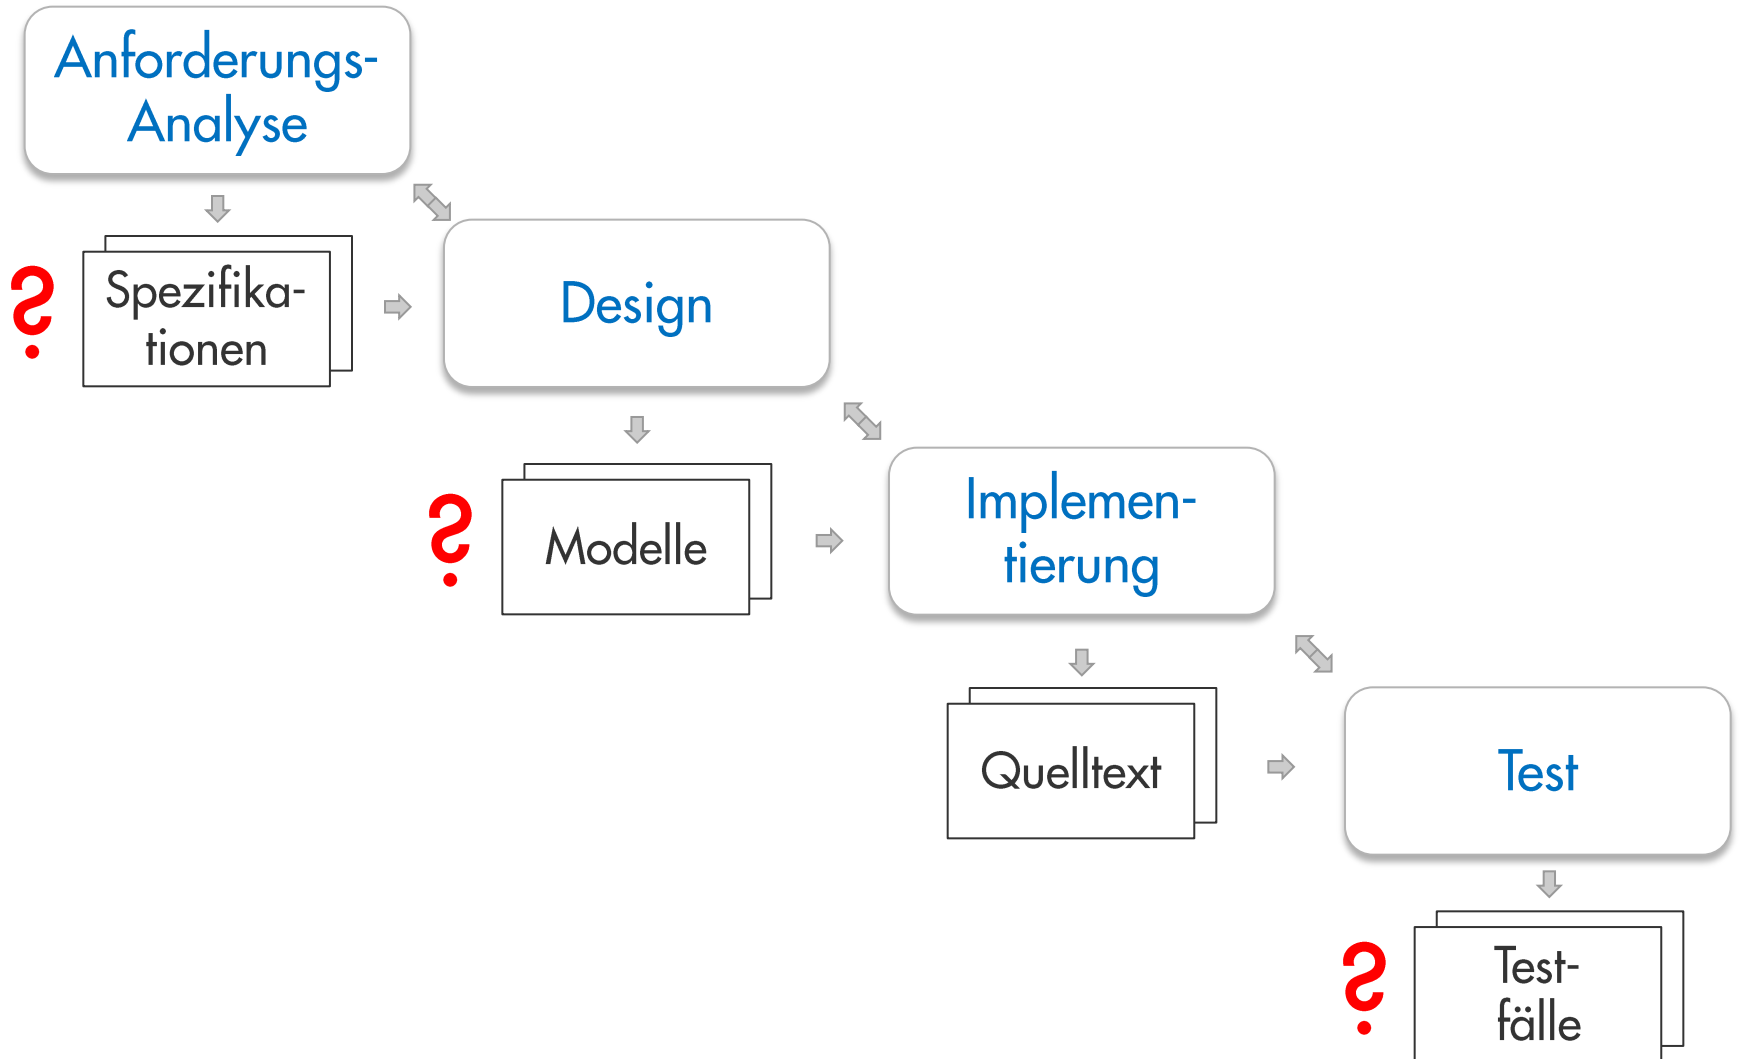 Anforderungs-
Analyse
?
Spezifika-
tionen
Design
?
Modelle
Implemen-
tierung
Quelltext
Test
?
Test-
fälle